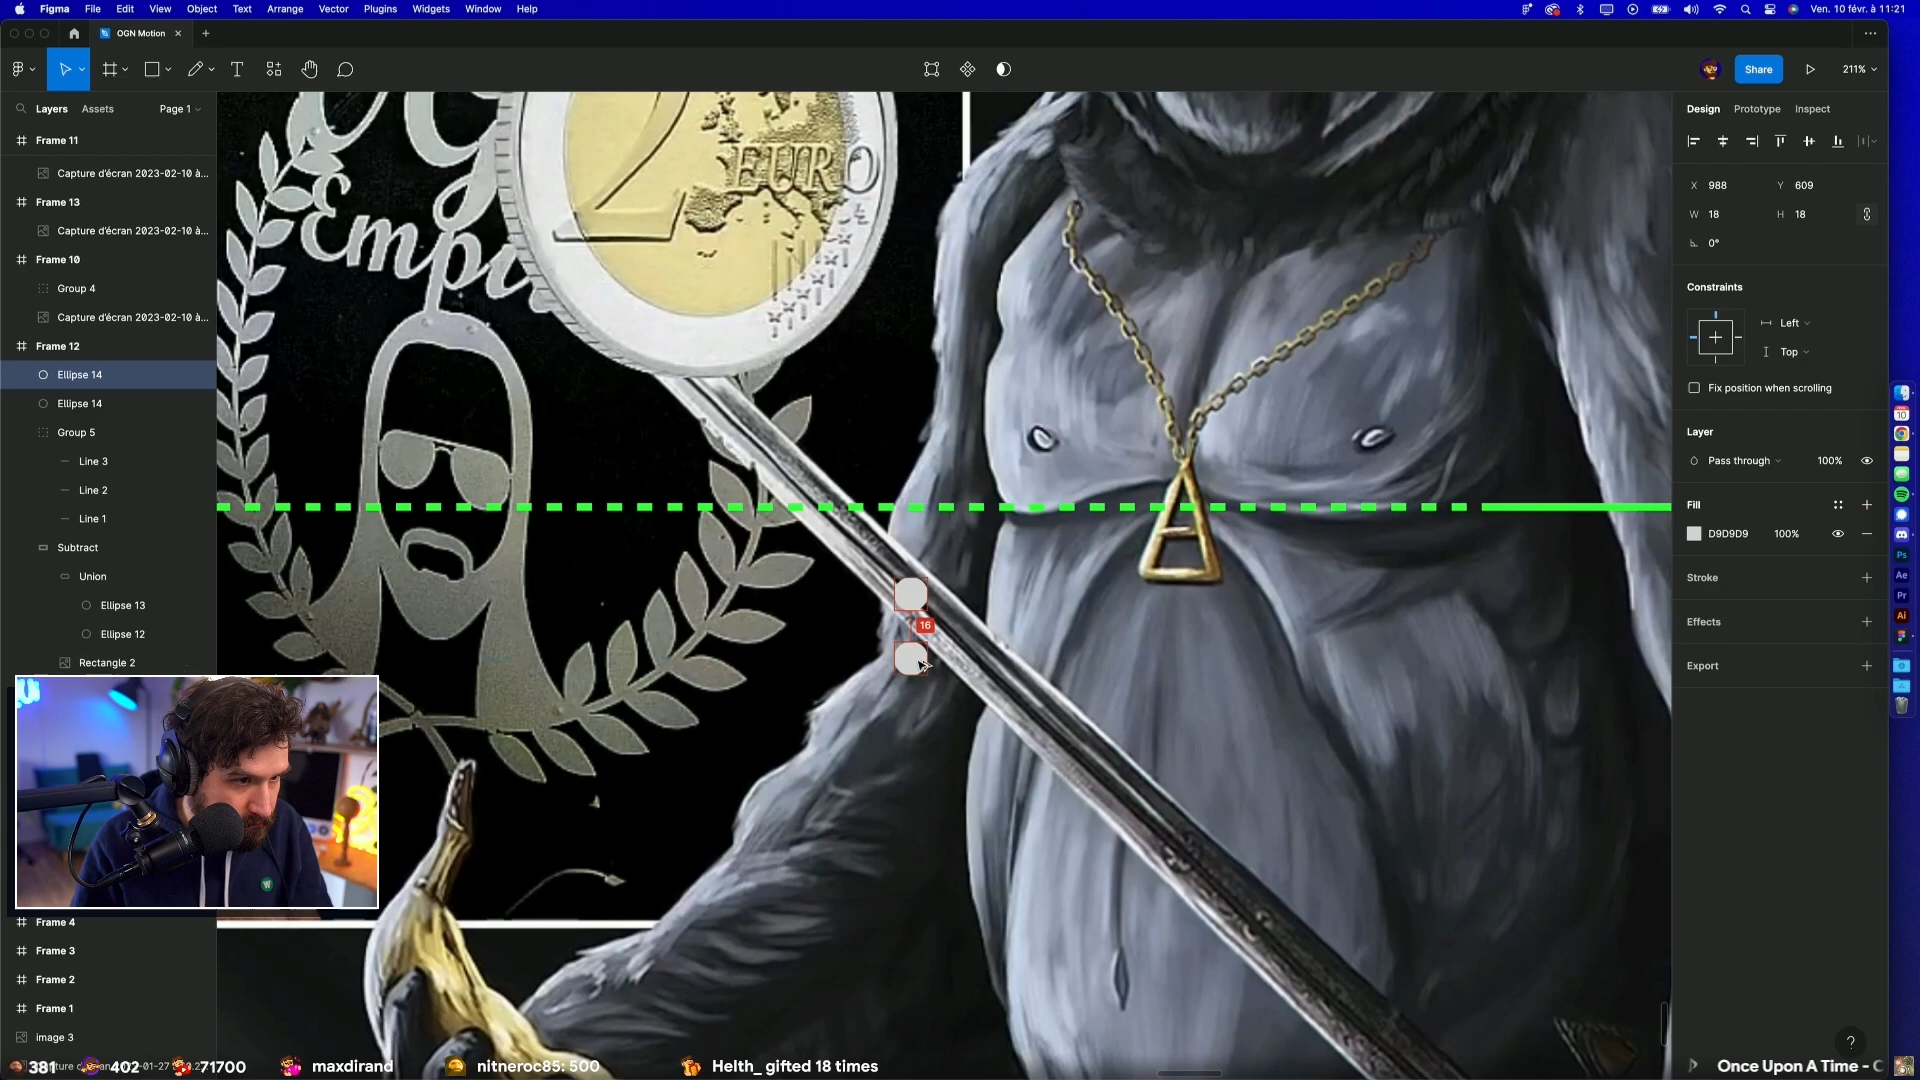 Figma File Edit View Object Text Arrange Vector Plugins Widgets Window Help
Ven. 10 févr. à 11:21
OGN Motion
Share
211%
Layers Assets Page 1
Design Prototype Inspect
Frame 11
Capture d'écran 2023-02-10 à...
Frame 13
Capture d'écran 2023-02-10 à...
Frame 10
Group 4
Capture d'écran 2023-02-10 à...
Frame 12
Ellipse 14
Ellipse 14
Group 5
Line 3
Line 2
Line 1
Subtract
Union
Ellipse 13
Ellipse 12
Rectangle 2
Frame 4
Frame 3
Frame 2
Frame 1
image 3
2 EURO
16
X 988 Y 609
W 18 H 18
0°
Constraints
Left
Top
Fix position when scrolling
Layer
Pass through 100%
Fill
D9D9D9 100%
Stroke
Effects
Export
10
Ps
Ae
Pr
Ai
?
381 402 71700 maxdirand nitneroc85: 500 Helth_ gifted 18 times
Once Upon A Time -